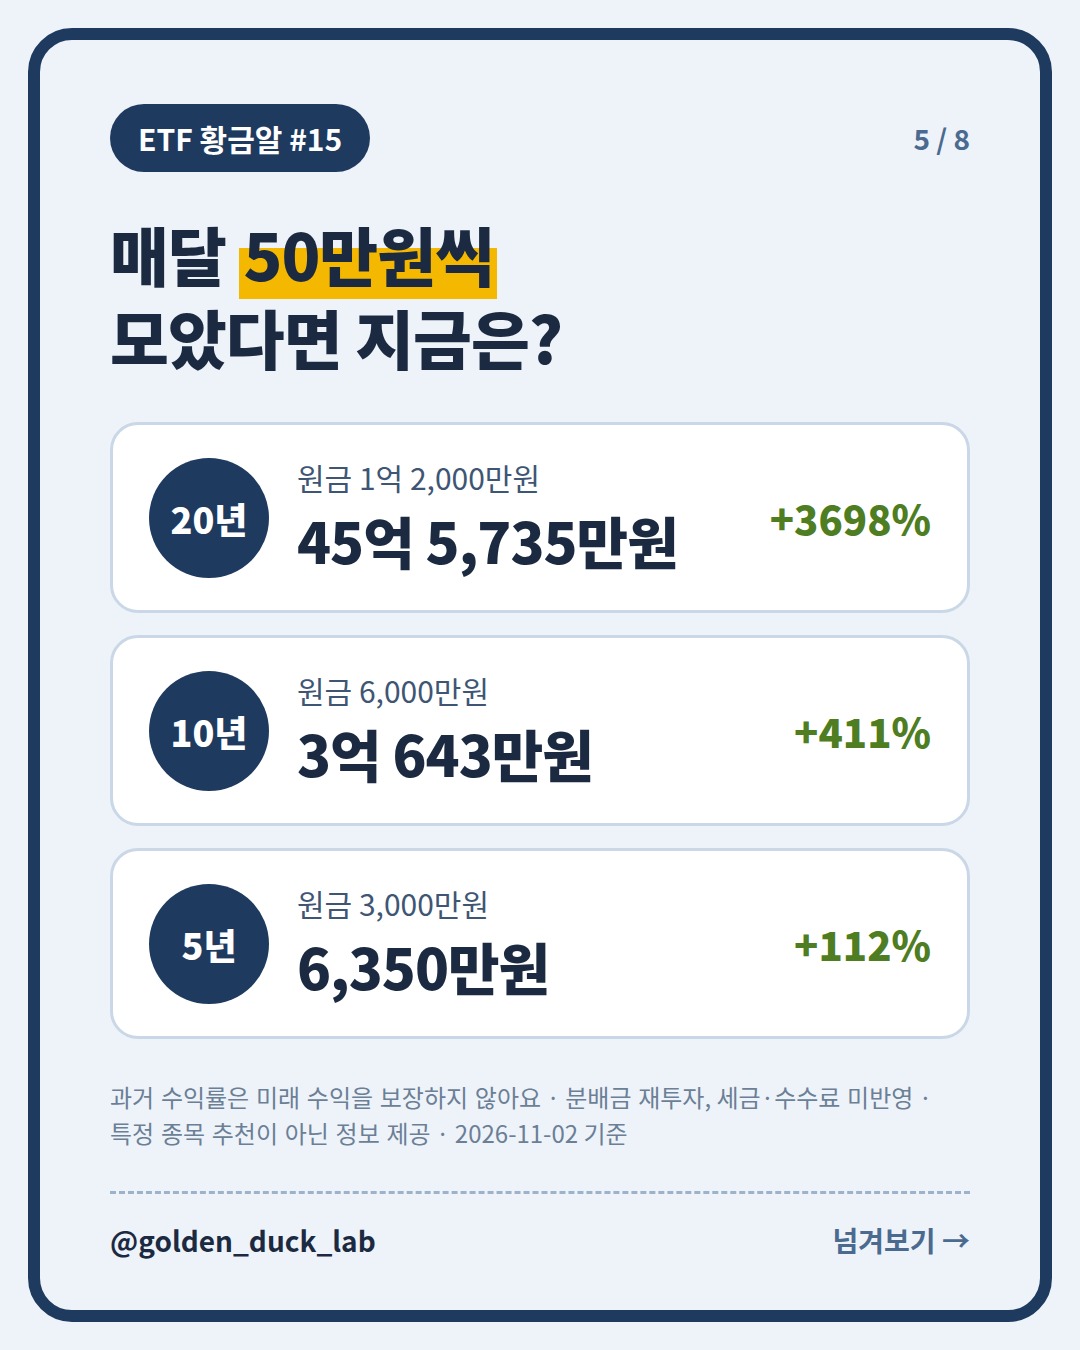 ETF 황금알 #15
5 / 8
매달 50만원씩
모았다면 지금은?
20년
원금 1억 2,000만원
45억 5,735만원
+3698%
10년
원금 6,000만원
3억 643만원
+411%
5년
원금 3,000만원
6,350만원
+112%
과거 수익률은 미래 수익을 보장하지 않아요 · 분배금 재투자, 세금·수수료 미반영 ·
특정 종목 추천이 아닌 정보 제공 · 2026-11-02 기준
@golden_duck_lab
넘겨보기 →